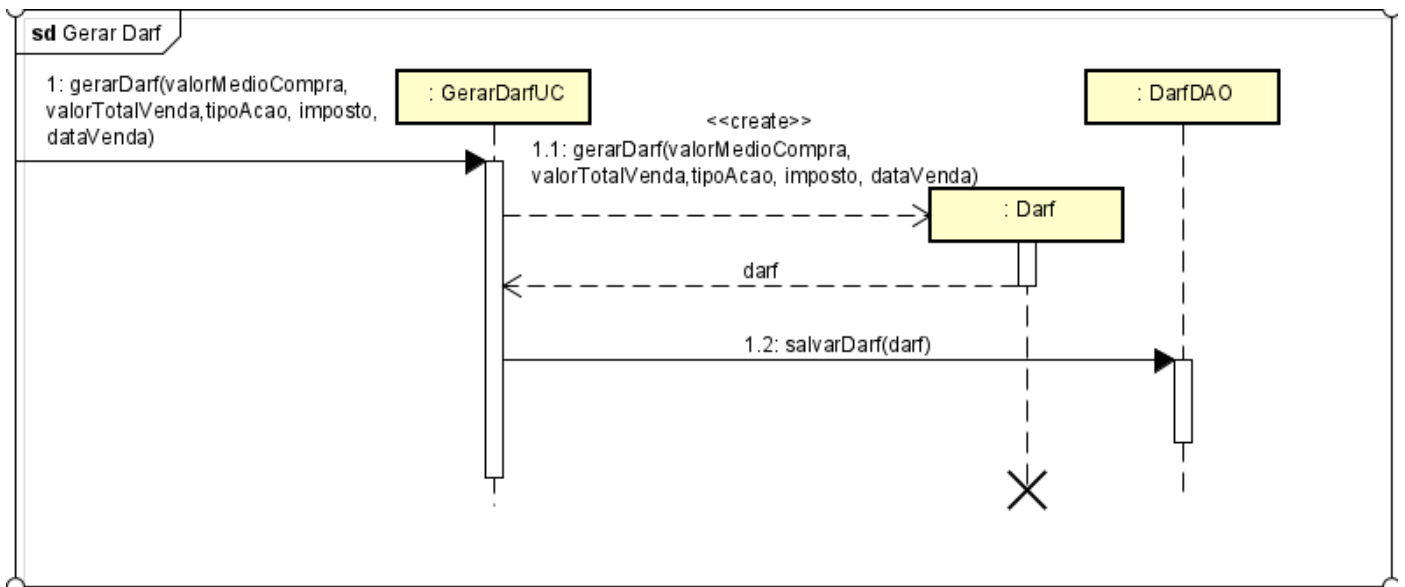 sd Gerar Darf
1: gerarDarf(valorMedioCompra,
valorTotalVenda,tipoAcao, imposto,
dataVenda)
: GerarDarfUC
: DarfDAO
<<create>>
1.1: gerarDarf(valorMedioCompra,
valorTotalVenda,tipoAcao, imposto, dataVenda)
: Darf
darf
1.2: salvarDarf(darf)